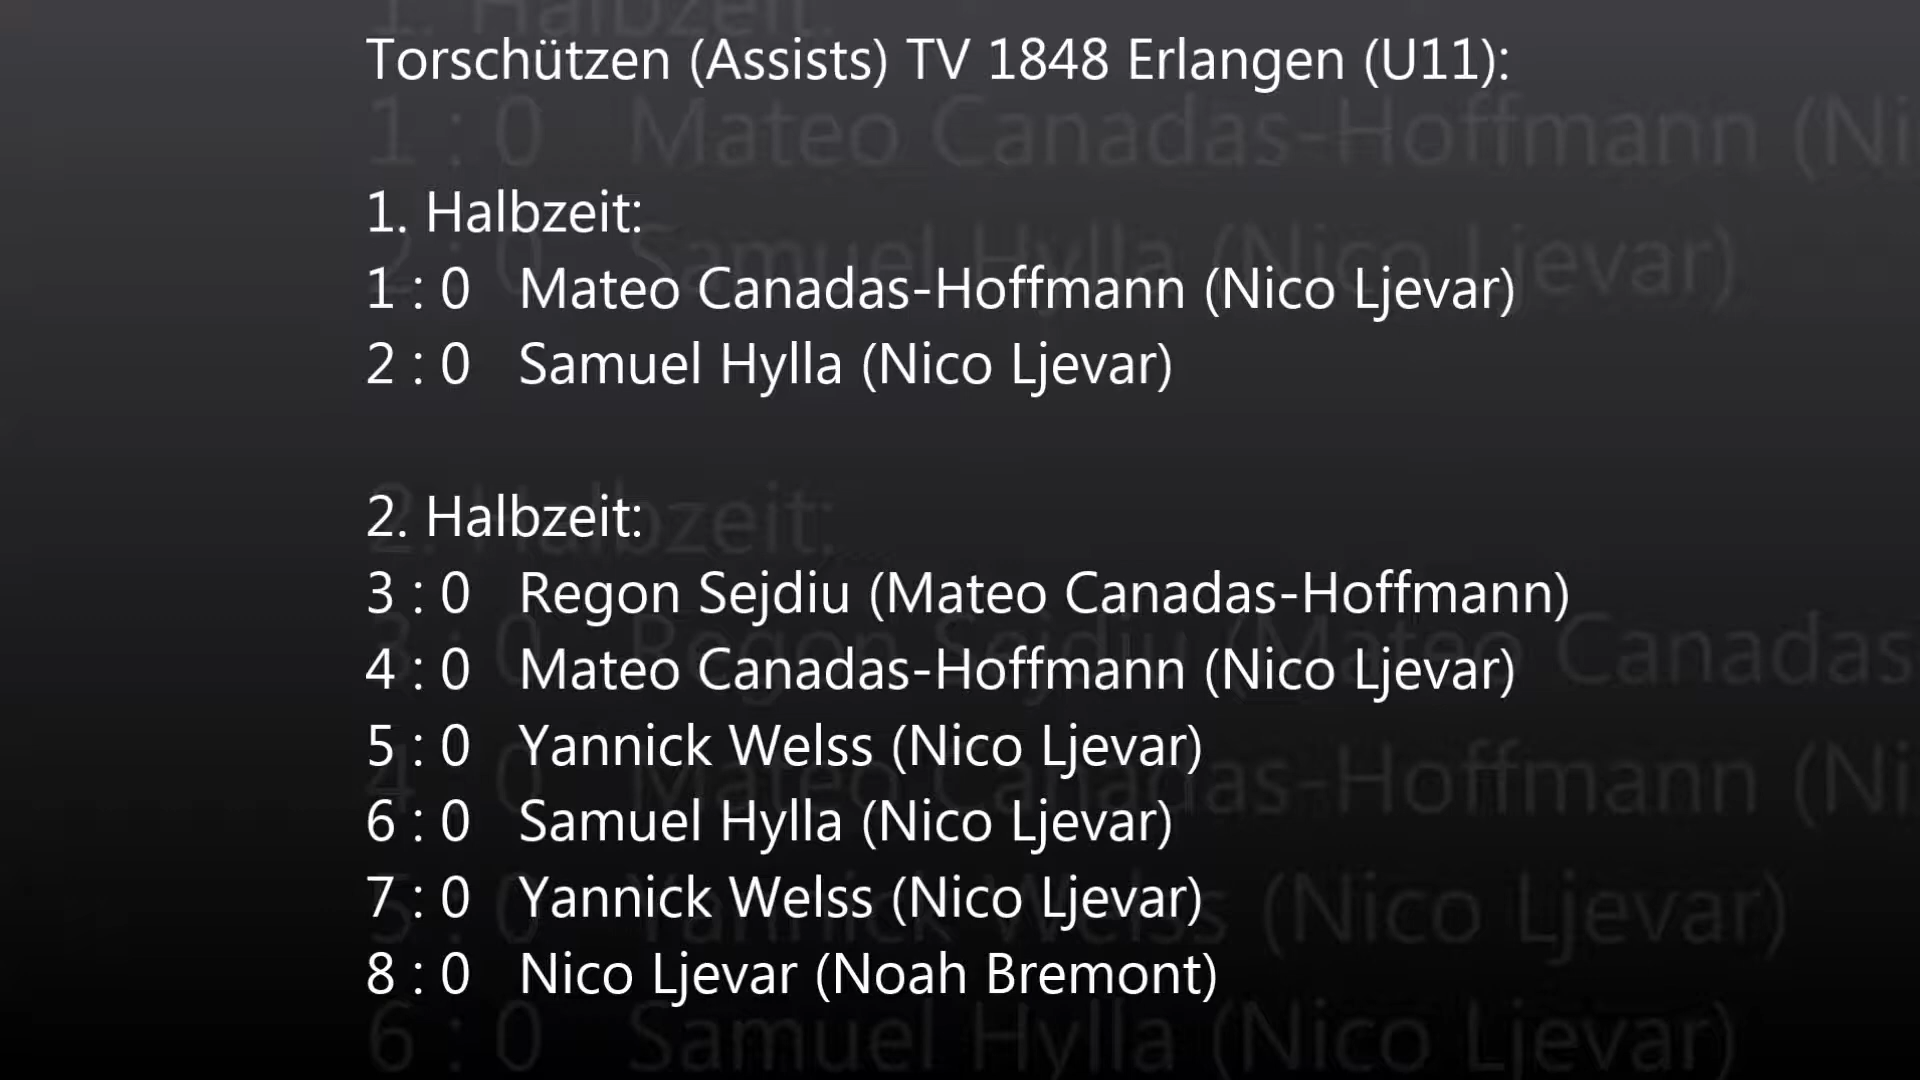 Torschützen (Assists) TV 1848 Erlangen (U11):
1. Halbzeit:
1 : 0 Mateo Canadas-Hoffmann (Nico Ljevar)
2 : 0 Samuel Hylla (Nico Ljevar)
2. Halbzeit:
3 : 0 Regon Sejdiu (Mateo Canadas-Hoffmann)
4 : 0 Mateo Canadas-Hoffmann (Nico Ljevar)
5 : 0 Yannick Welss (Nico Ljevar)
6 : 0 Samuel Hylla (Nico Ljevar)
7 : 0 Yannick Welss (Nico Ljevar)
8 : 0 Nico Ljevar (Noah Bremont)